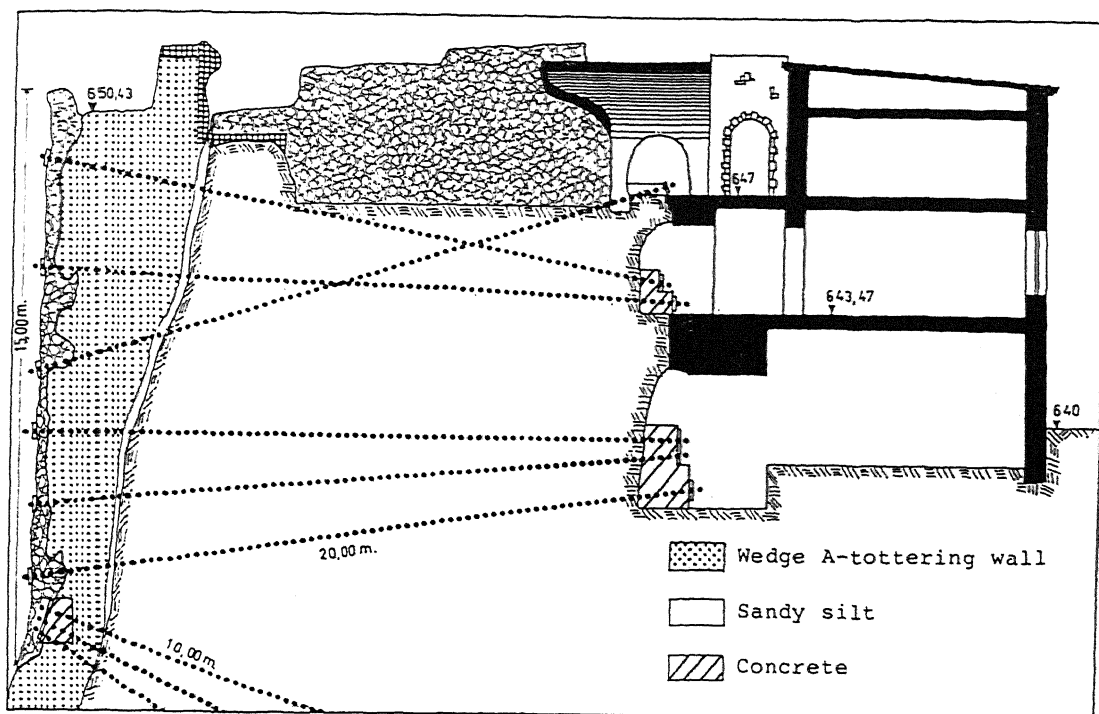 650,43
647
15,00 m.
643,47
640
20,00 m.
Wedge A-tottering wall
Sandy silt
10,00 m.
Concrete